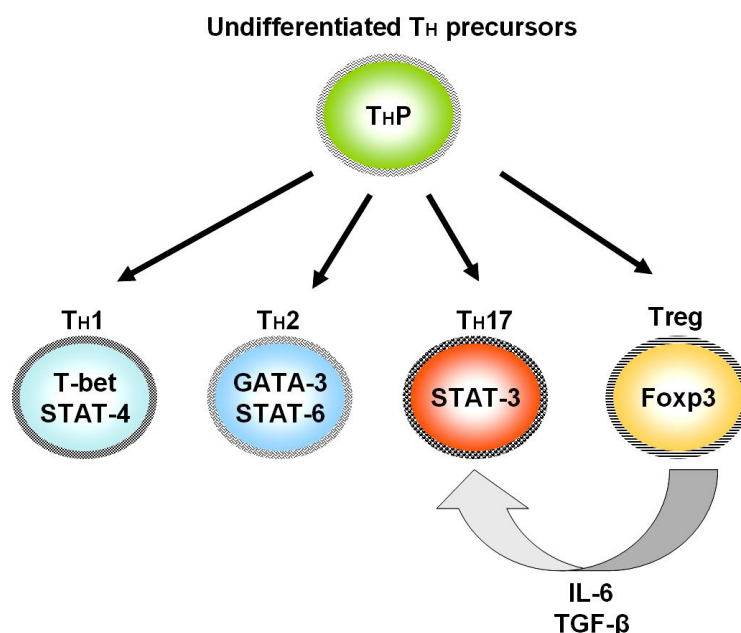 Undifferentiated TH precursors
THP
TH1
TH2
TH17
Treg
T-bet
STAT-4
GATA-3
STAT-6
STAT-3
Foxp3
IL-6
TGF-β